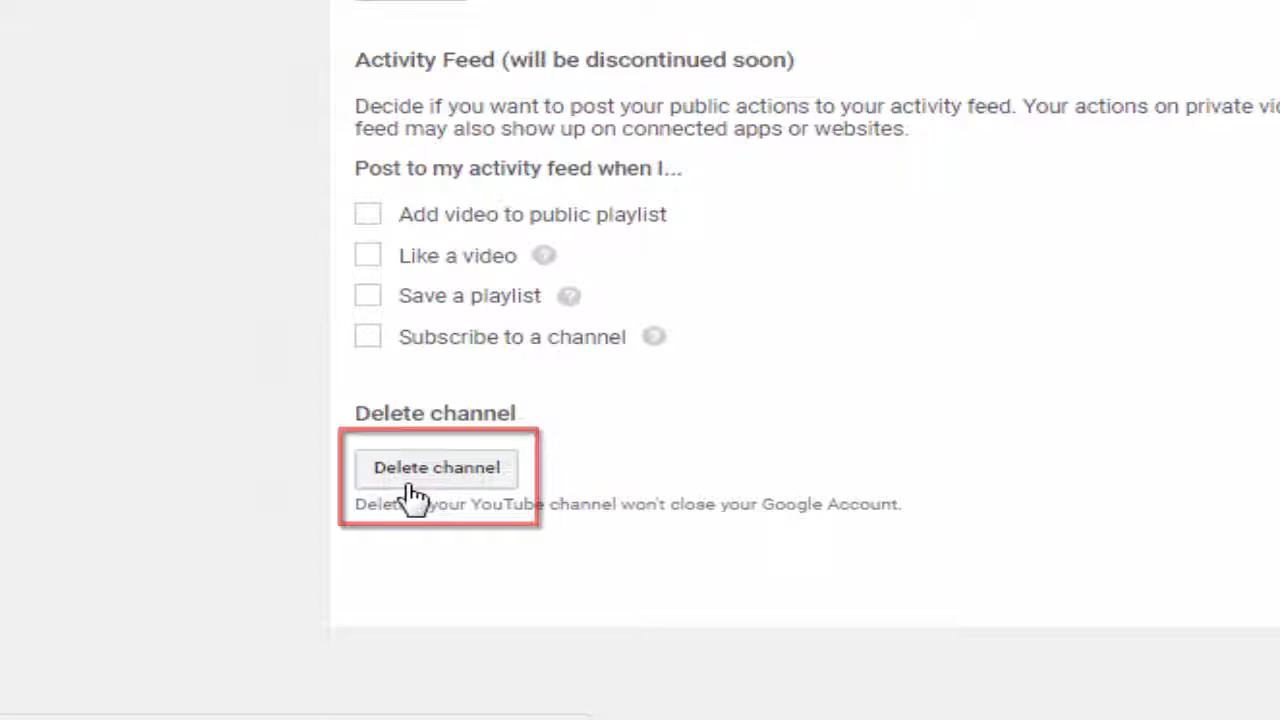 Activity Feed (will be discontinued soon)
Decide if you want to post your public actions to your activity feed. Your actions on private
feed may also show up on connected apps or websites.
Post to my activity feed when I...
Add video to public playlist
Like a video
Save a playlist
Subscribe to a channel
Delete channel
Delete channel
your YouTube channel won't close your Google Account.